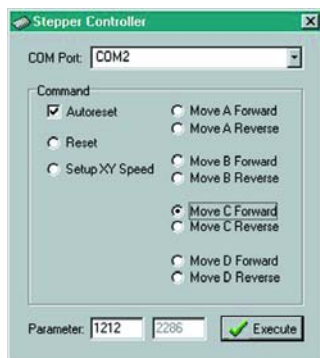 Stepper Controller
COM Port: COM2
Command
Autoreset
Reset
Setup XY Speed
Move A Forward
Move A Reverse
Move B Forward
Move B Reverse
Move C Forward
Move C Reverse
Move D Forward
Move D Reverse
Parameter: 1212 2286 Execute